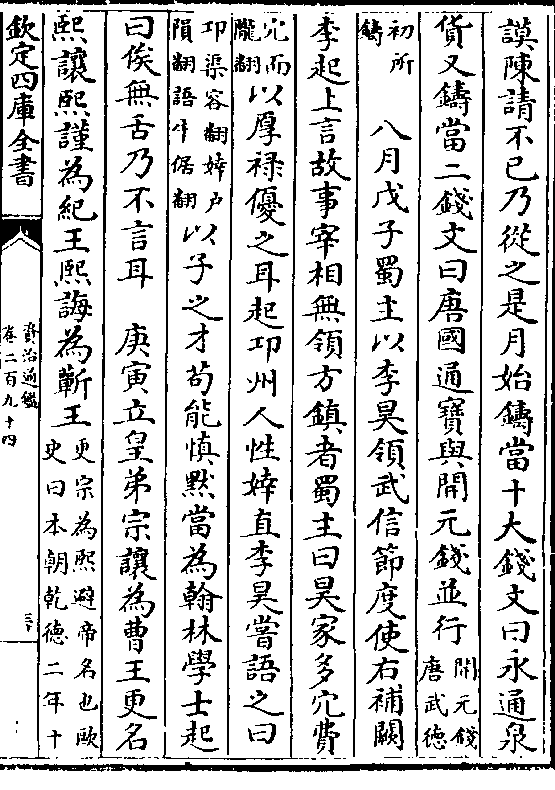 謨陳請不已乃從之是月始鑄當十大錢文曰永通泉
貨又鑄當二錢文曰唐國通寶與開元錢並行開元錢唐武德
初所鑄　八月戊子蜀主以李昊領武信節度使右補闕
李起上言故事宰相無領方鎮者蜀主曰昊家多冗費
冗而隴翻以厚祿優之耳起邛州人性婞直李昊嘗語之曰
邛渠容翻婞戶頂翻語牛倨翻以子之才苟能慎默當為翰林學士起
曰俟無舌乃不言耳　庚寅立皇弟宗讓為曹王更名
熙讓熙謹為紀王熙誨為蘄王更宗為熙避帝名也歐史曰本朝乾德二年十
欽定四庫全書
資治通鑑
卷二百九十四